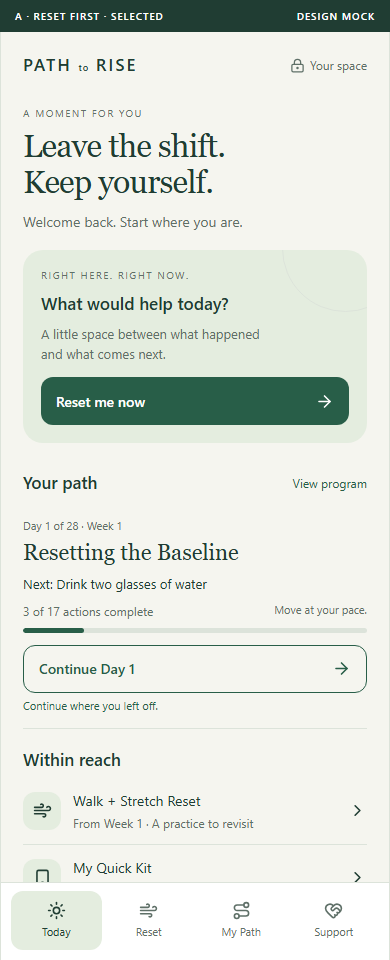 A · RESET FIRST · SELECTED
DESIGN MOCK
PATH to RISE
Your space
A MOMENT FOR YOU
Leave the shift.
Keep yourself.
Welcome back. Start where you are.
RIGHT HERE. RIGHT NOW.
What would help today?
A little space between what happened
and what comes next.
Reset me now
Your path
View program
Day 1 of 28 · Week 1
Resetting the Baseline
Next: Drink two glasses of water
3 of 17 actions complete
Move at your pace.
Continue Day 1
Continue where you left off.
Within reach
Walk + Stretch Reset
From Week 1 · A practice to revisit
My Quick Kit
Today
Reset
My Path
Support